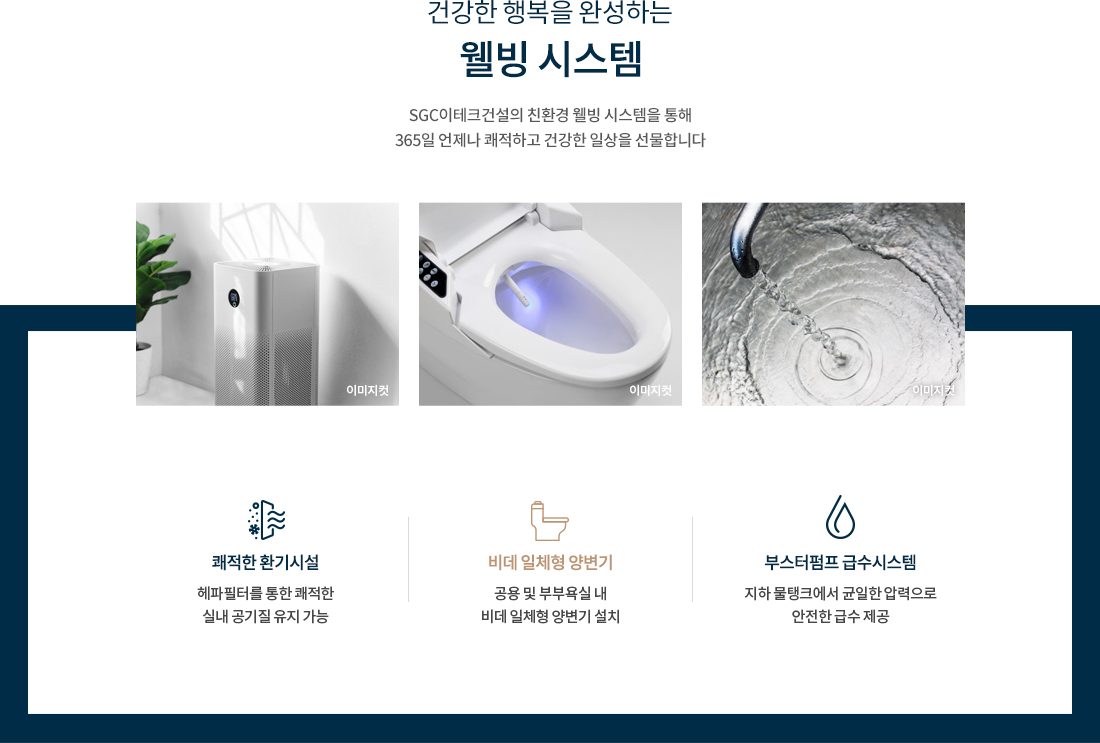 건강한 행복을 완성하는
웰빙 시스템
SGC이테크건설의 친환경 웰빙 시스템을 통해
365일 언제나 쾌적하고 건강한 일상을 선물합니다
이미지컷
이미지컷
이미지컷
쾌적한 환기시설
헤파필터를 통한 쾌적한
실내 공기질 유지 가능
비데 일체형 양변기
공용 및 부부욕실 내
비데 일체형 양변기 설치
부스터펌프 급수시스템
지하 물탱크에서 균일한 압력으로
안전한 급수 제공